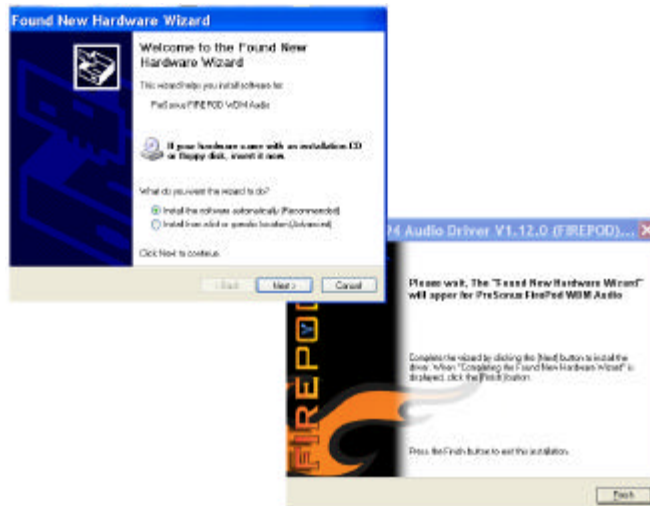 Found New Hardware Wizard
Welcome to the Found New
Hardware Wizard
This wizard helps you install software for:
PreSonus FIREPOD WDM Audio
If your hardware came with an installation CD
or floppy disk, insert it now.
What do you want the wizard to do?
Install the software automatically (Recommended)
Install from a list or specific location (Advanced)
Click Next to continue.
< Back Next > Cancel
Audio Driver V1.12.0 (FIREPOD)...
Please wait, The "Found New Hardware Wizard"
will apper for PreSonus FirePod WDM Audio
Complete the wizard by clicking the [Next] button to install the
driver. When "Completing the Found New Hardware Wizard" is
displayed, click the [Finish] button.
Press the Finish button to exit this installation.
FIREPOD
Finish